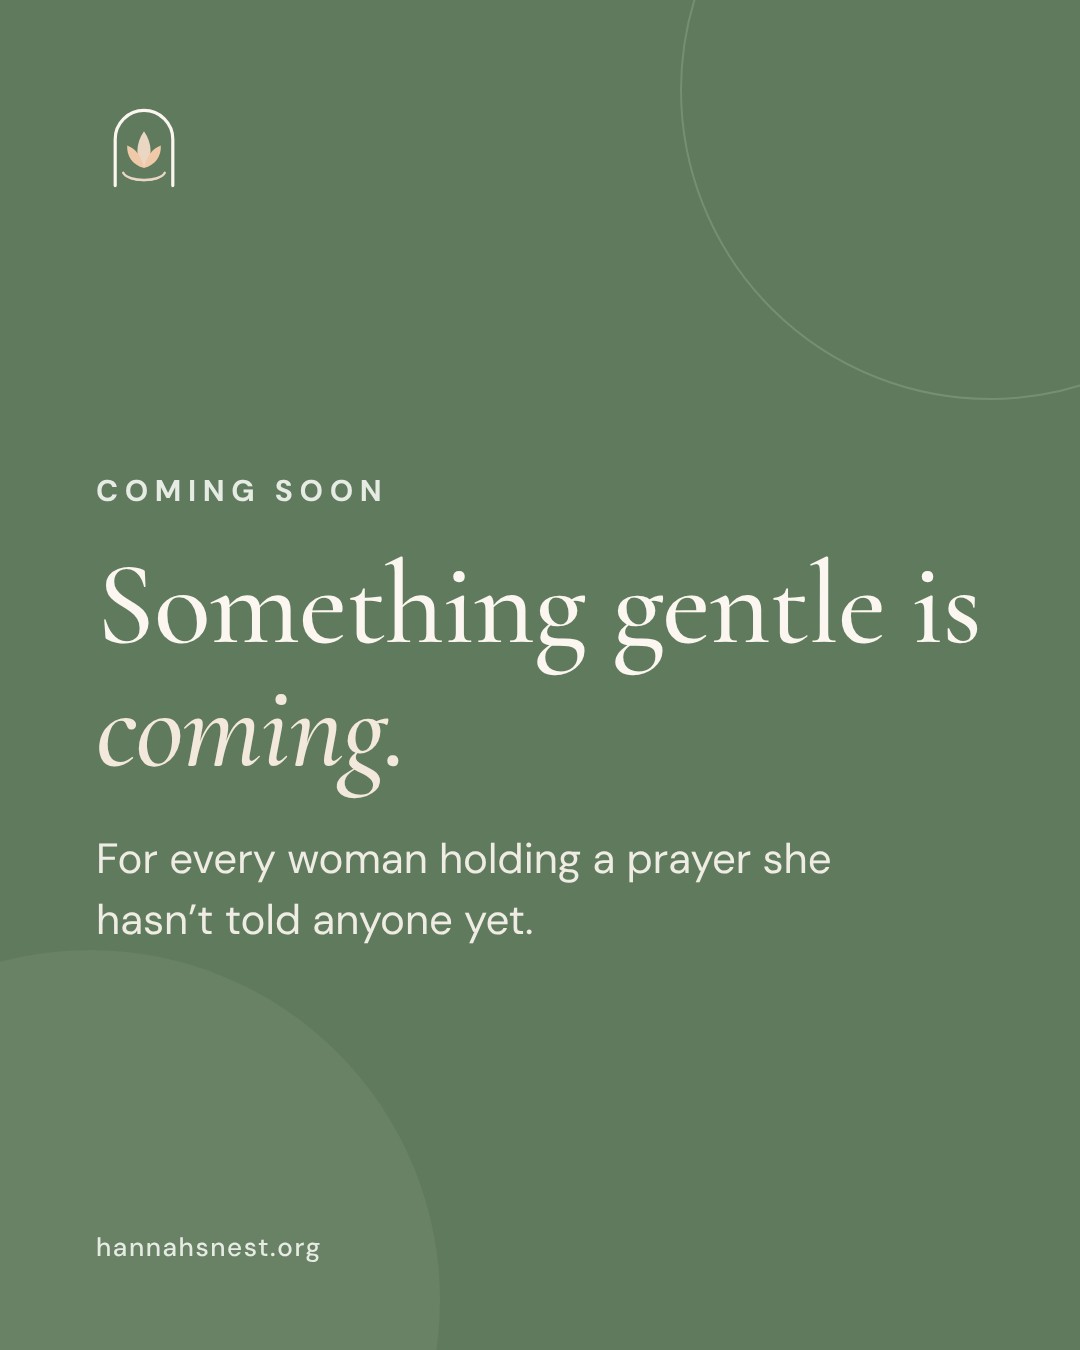 COMING SOON
Something gentle is
coming.
For every woman holding a prayer she
hasn’t told anyone yet.
hannahsnest.org